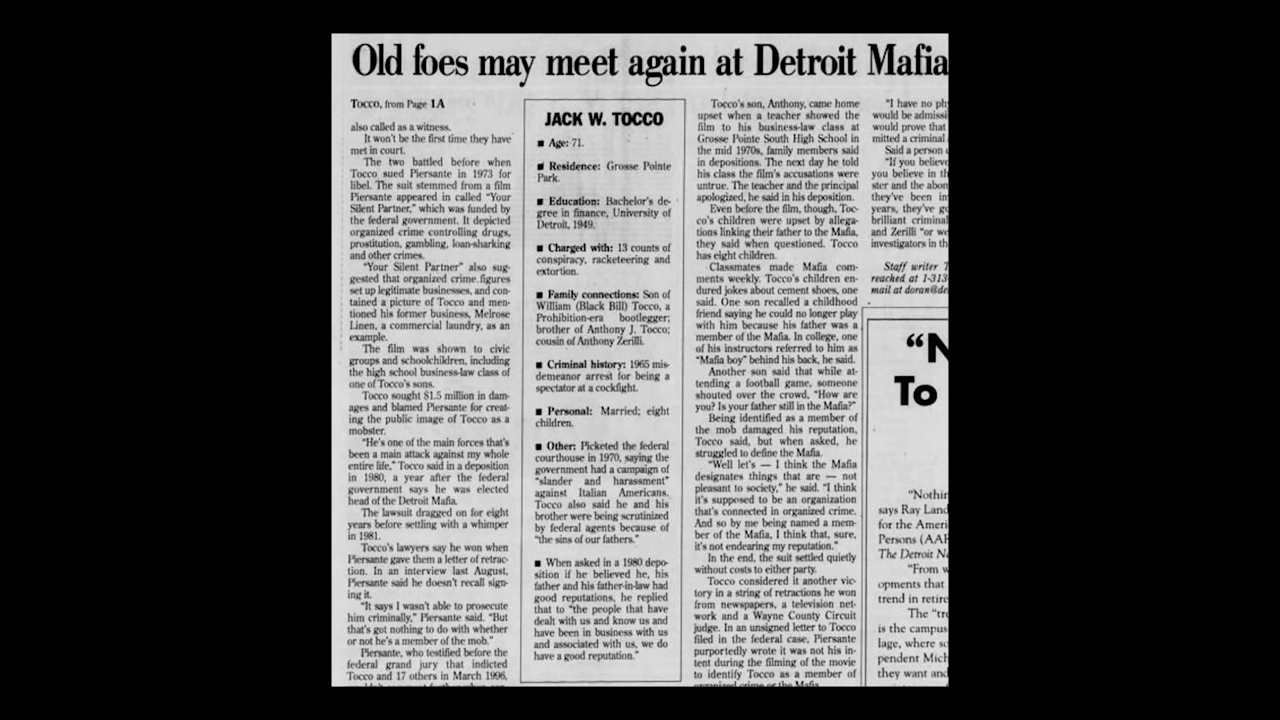 Old foes may meet again at Detroit Mafia
TOCCO, from Page 1A
also called as a witness.
It won't be the first time they have
met in court.
The two battled before when
Tocco sued Piersante in 1973 for
libel. The suit stemmed from a film
Piersante appeared in called "Your
Silent Partner," which was funded by
the federal government. It depicted
organized crime controlling drugs,
prostitution, gambling, loan-sharking
and other crimes.
"Your Silent Partner" also sug-
gested that organized crime figures
set up legitimate businesses, and con-
tained a picture of Tocco and men-
tioned his former business, Melrose
Linen, a commercial laundry, as an
example.
The film was shown to civic
groups and schoolchildren, including
the high school business-law class of
one of Tocco's sons.
Tocco sought $1.5 million in dam-
ages and blamed Piersante for creat-
ing the public image of Tocco as a
mobster.
"He's one of the main forces that's
been a main attack against my whole
entire life," Tocco said in a deposition
in 1980, a year after the federal
government says he was elected
head of the Detroit Mafia.
The lawsuit dragged on for eight
years before settling with a whimper
in 1981.
Tocco's lawyers say he won when
Piersante gave them a letter of retrac-
tion. In an interview last August,
Piersante said he doesn't recall sign-
ing it.
"It says I wasn't able to prosecute
him criminally," Piersante said. "But
that's got nothing to do with whether
or not he's a member of the mob."
Piersante, who testified before the
federal grand jury that indicted
Tocco and 17 others in March 1996,
JACK W. TOCCO
■ Age: 71.
■ Residence: Grosse Pointe
Park.
■ Education: Bachelor's de-
gree in finance, University of
Detroit, 1949.
■ Charged with: 13 counts of
conspiracy, racketeering and
extortion.
■ Family connections: Son of
William (Black Bill) Tocco, a
Prohibition-era bootlegger;
brother of Anthony J. Tocco;
cousin of Anthony Zerilli.
■ Criminal history: 1965 mis-
demeanor arrest for being a
spectator at a cockfight.
■ Personal: Married; eight
children.
■ Other: Picketed the federal
courthouse in 1970, saying the
government had a campaign of
"slander and harassment"
against Italian Americans.
Tocco also said he and his
brother were being scrutinized
by federal agents because of
"the sins of our fathers."
■ When asked in a 1980 depo-
sition if he believed he, his
father and his father-in-law had
good reputations, he replied
that to "the people that have
dealt with us and know us and
have been in business with us
and associated with us, we do
have a good reputation."
Tocco's son, Anthony, came home
upset when a teacher showed the
film to his business-law class at
Grosse Pointe South High School in
the mid 1970s, family members said
in depositions. The next day he told
his class the film's accusations were
untrue. The teacher and the principal
apologized, he said in his deposition.
Even before the film, though, Toc-
co's children were upset by allega-
tions linking their father to the Mafia,
they said when questioned. Tocco
has eight children.
Classmates made Mafia com-
ments weekly. Tocco's children en-
dured jokes about cement shoes, one
said. One son recalled a childhood
friend saying he could no longer play
with him because his father was a
member of the Mafia. In college, one
of his instructors referred to him as
"Mafia boy" behind his back, he said.
Another son said that while at-
tending a football game, someone
shouted over the crowd, "How are
you? Is your father still in the Mafia?"
Being identified as a member of
the mob damaged his reputation,
Tocco said, but when asked, he
struggled to define the Mafia.
"Well let's — I think the Mafia
designates things that are — not
pleasant to society," he said. "I think
it's supposed to be an organization
that's connected in organized crime.
And so by me being named a mem-
ber of the Mafia, I think that, sure,
it's not endearing my reputation."
In the end, the suit settled quietly
without costs to either party.
Tocco considered it another vic-
tory in a string of retractions he won
from newspapers, a television net-
work and a Wayne County Circuit
judge. In an unsigned letter to Tocco
filed in the federal case, Piersante
purportedly wrote it was not his in-
tent during the filming of the movie
to identify Tocco as a member of
organized crime or the Mafia.
"I have no ph
would be admissi
would prove that
mitted a criminal
Said a person
"If you believe
you believe in th
ster and the abon
they've been in
years, they've go
brilliant criminal
and Zerilli "or we
investigators in th
Staff writer T
reached at 1-313
mail at doran@de
"N
To
"Nothin
says Ray Land
for the Ameri
Persons (AAR
The Detroit Ne
"From w
opments that
trend in retire
The "tre
is the campus
lage, where so
pendent Mich
they want and